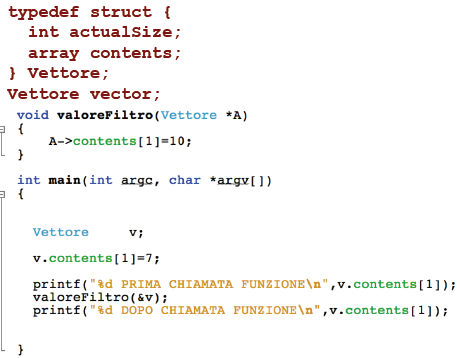 typedef struct {
int actualSize;
array contents;
} Vettore;
Vettore vector;
void valoreFiltro(Vettore *A)
{
A->contents[1]=10;
}
int main(int argc, char *argv[])
{
Vettore v;
v.contents[1]=7;
printf("%d PRIMA CHIAMATA FUNZIONE\n",v.contents[1]);
valoreFiltro(&v);
printf("%d DOPO CHIAMATA FUNZIONE\n",v.contents[1]);
}